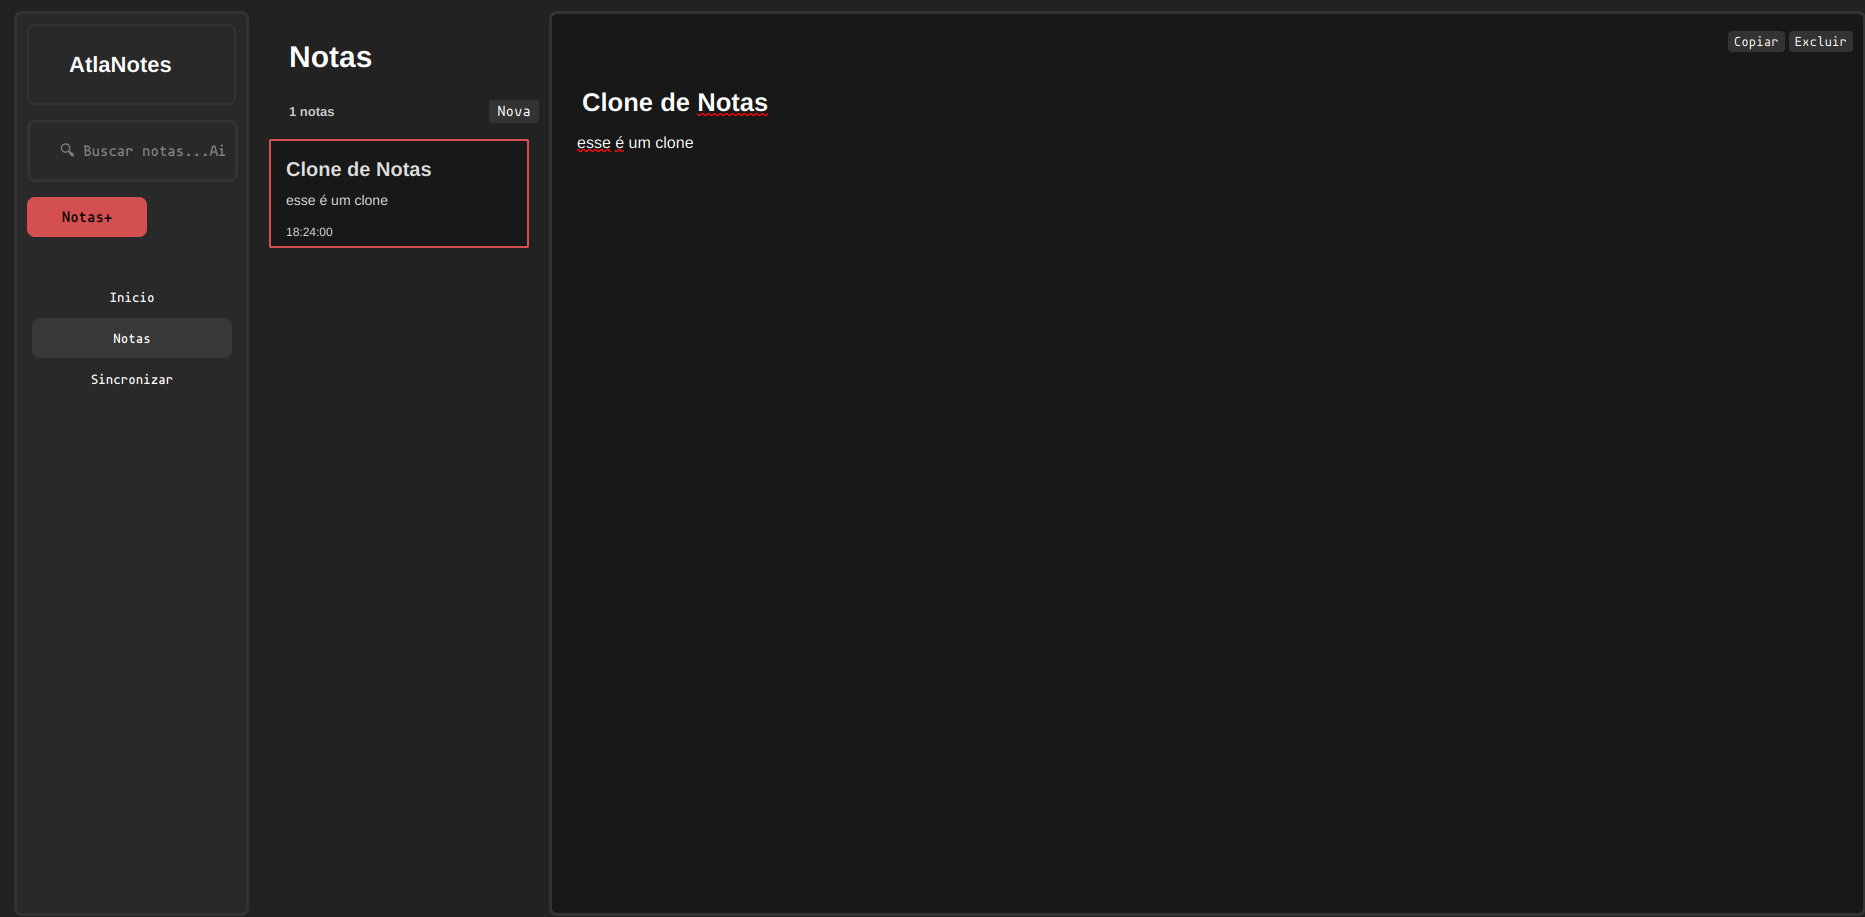 AtlaNotes
🔍 Buscar notas...Ai
Notas+
Inicio
Notas
Sincronizar
Notas
1 notas
Nova
Clone de Notas
esse é um clone
18:24:00
Copiar Excluir
Clone de Notas
esse é um clone